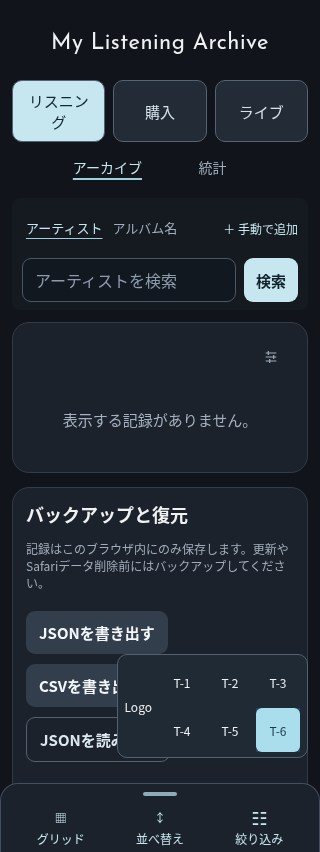 My Listening Archive
リスニン
グ
購入
ライブ
アーカイブ
統計
アーティスト アルバム名 ＋ 手動で追加
アーティストを検索
検索
表示する記録がありません。
バックアップと復元
記録はこのブラウザ内にのみ保存します。更新や
Safariデータ削除前にはバックアップしてくださ
い。
JSONを書き出す
CSVを書き
JSONを読
Logo
T-1 T-2 T-3
T-4 T-5 T-6
グリッド 並べ替え 絞り込み